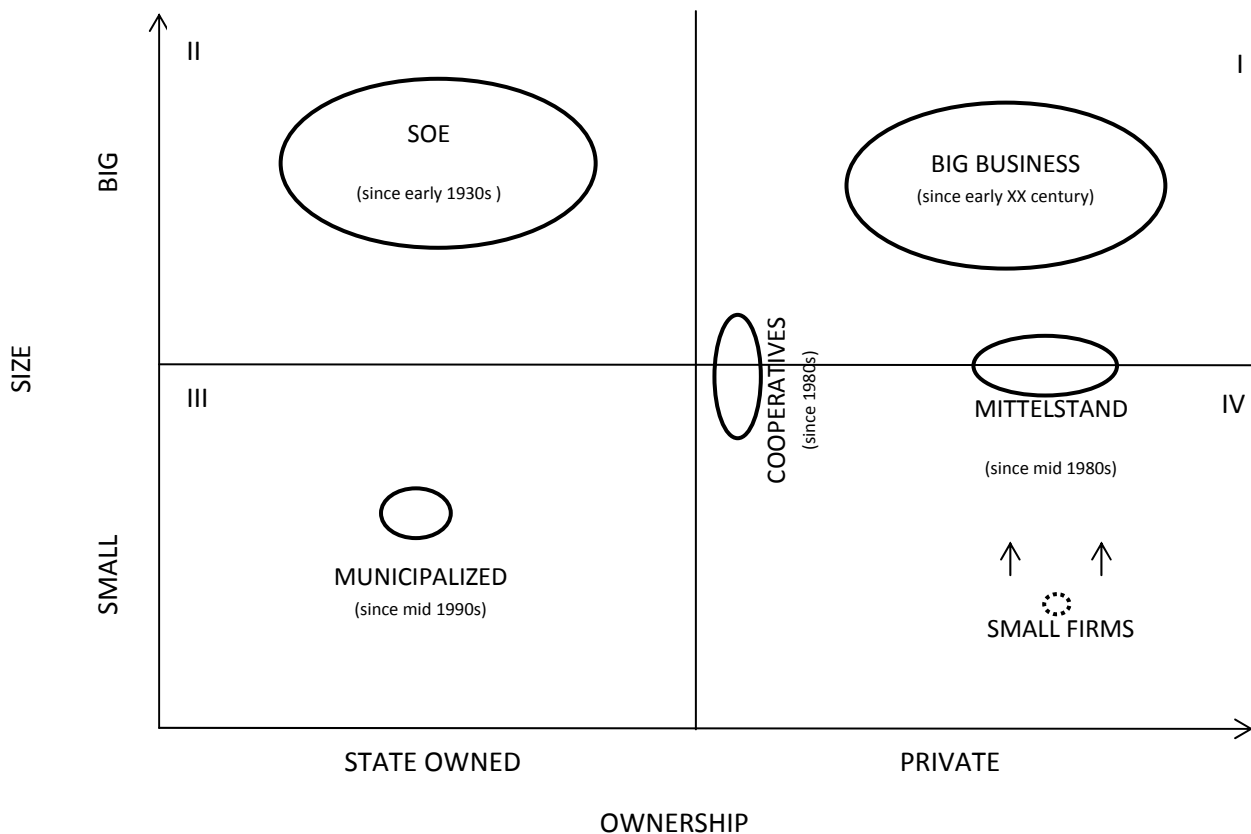 II
I
SOE
(since early 1930s )
BIG BUSINESS
(since early XX century)
BIG
COOPERATIVES
(since 1980s)
SIZE
III
MITTELSTAND
IV
(since mid 1980s)
MUNICIPALIZED
(since mid 1990s)
SMALL
SMALL FIRMS
STATE OWNED
PRIVATE
OWNERSHIP